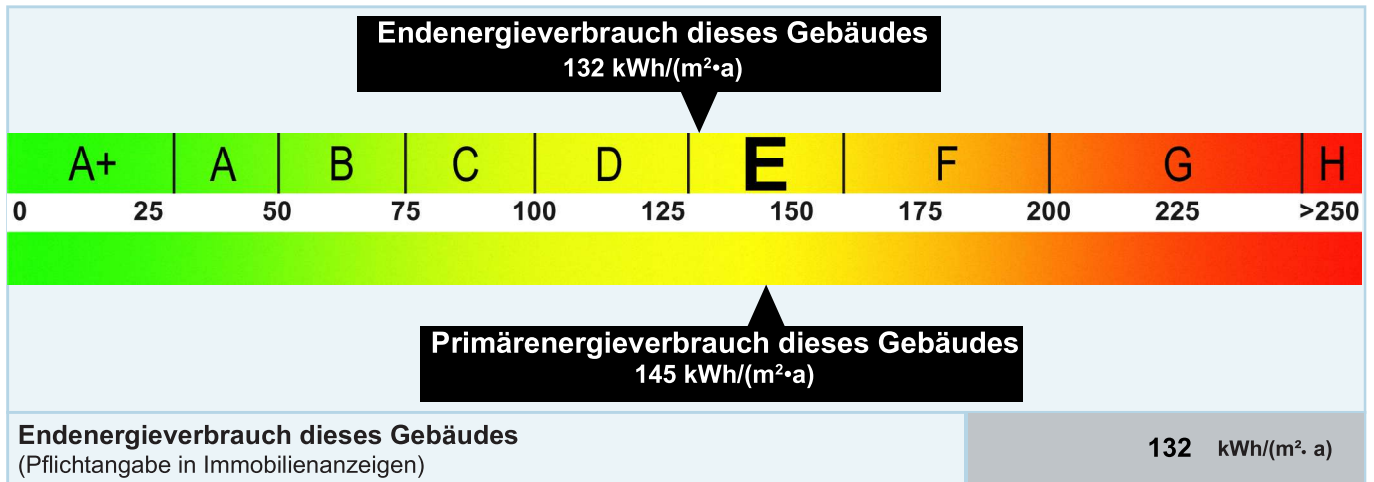 Endenergieverbrauch dieses Gebäudes
132 kWh/(m²•a)
A+ A B C D E F G H
0 25 50 75 100 125 150 175 200 225 >250
Primärenergieverbrauch dieses Gebäudes
145 kWh/(m²•a)
Endenergieverbrauch dieses Gebäudes
(Pflichtangabe in Immobilienanzeigen)
132 kWh/(m²· a)